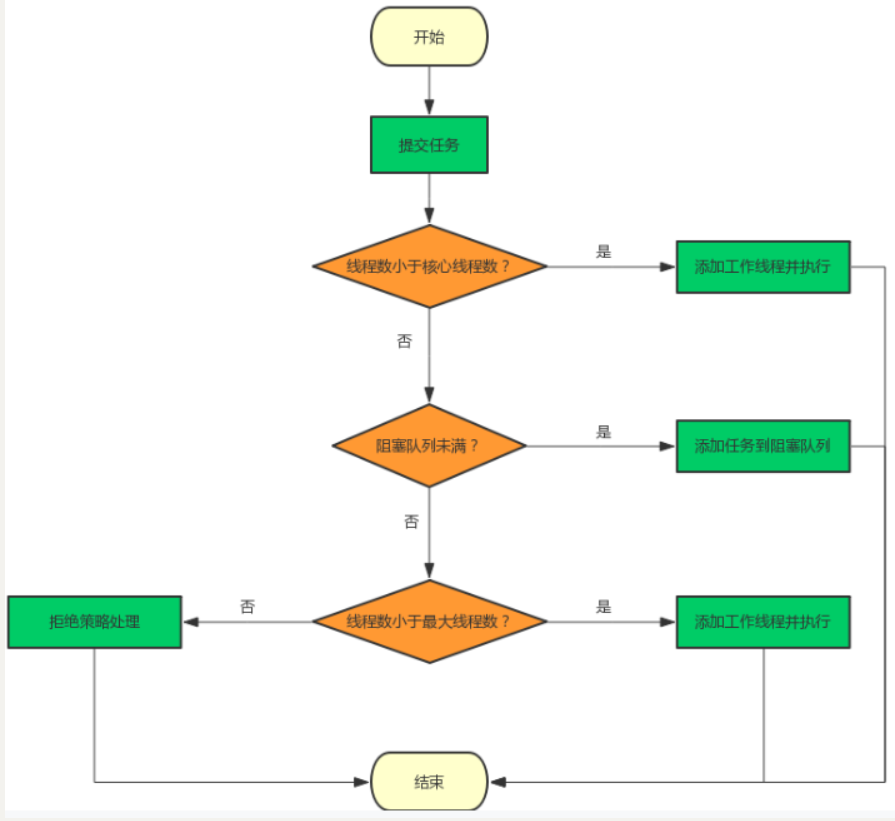 开始
提交任务
线程数小于核心线程数？
是
添加工作线程并执行
否
阻塞队列未满？
是
添加任务到阻塞队列
否
拒绝策略处理
否
线程数小于最大线程数？
是
添加工作线程并执行
结束